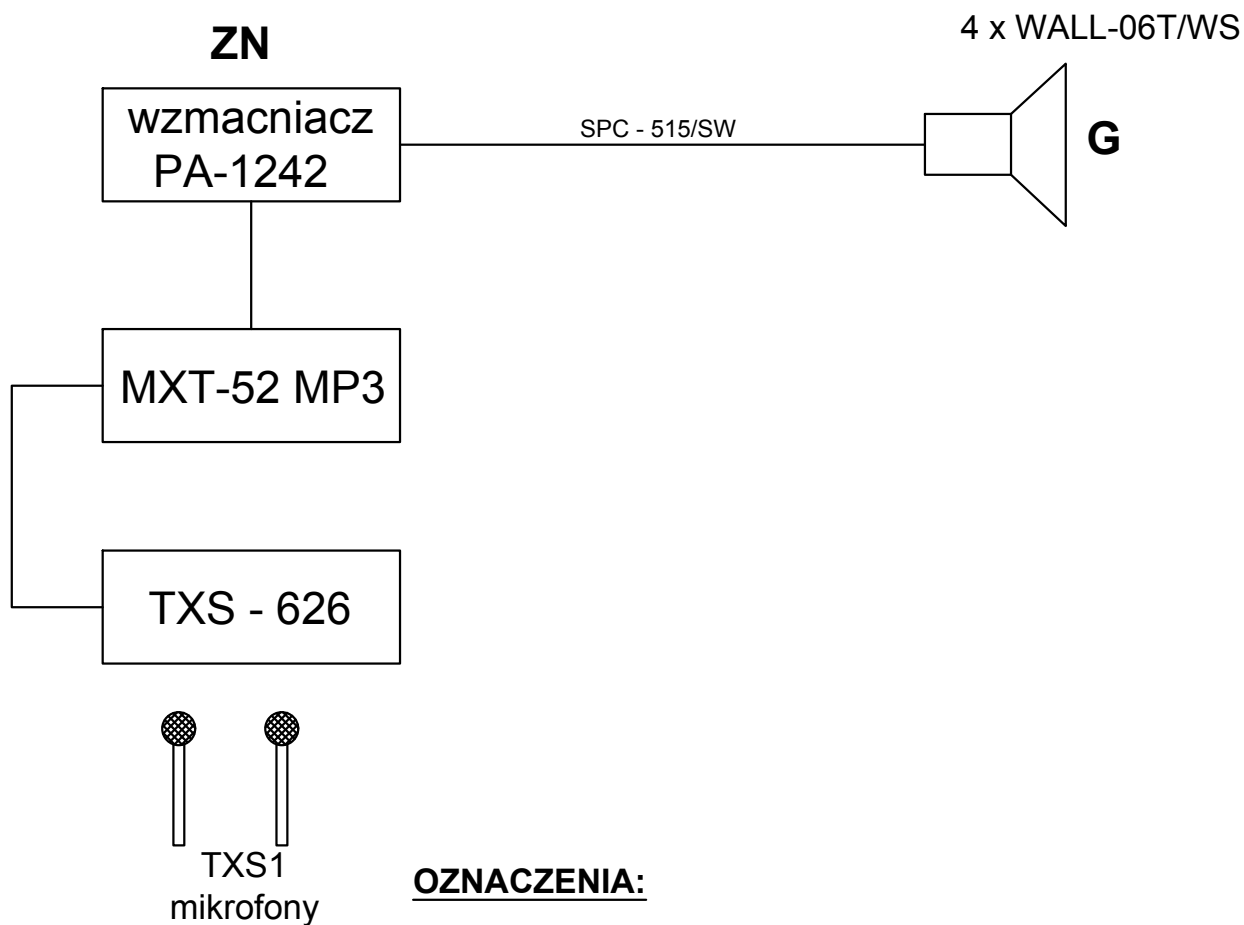 4 x WALL-06T/WS
ZN
wzmacniacz
PA-1242
SPC - 515/SW
G
MXT-52 MP3
TXS - 626
TXS1
mikrofony
OZNACZENIA: